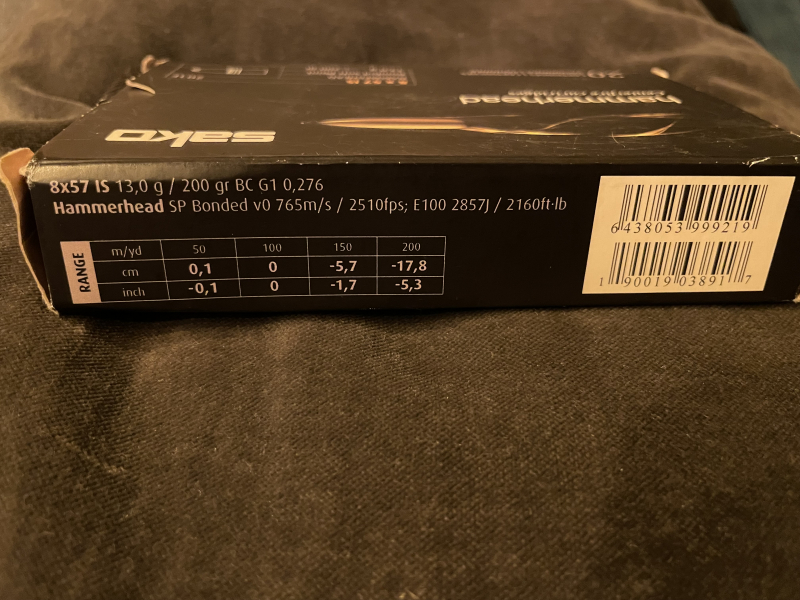 hammerhead
sako
8x57 IS 13,0 g / 200 gr BC G1 0,276
Hammerhead SP Bonded v0 765m/s / 2510fps; E100 2857J / 2160ft·lb
RANGE
m/yd 50 100 150 200
cm 0,1 0 -5,7 -17,8
inch -0,1 0 -1,7 -5,3
6 438053 999219
1 90019 03891 7